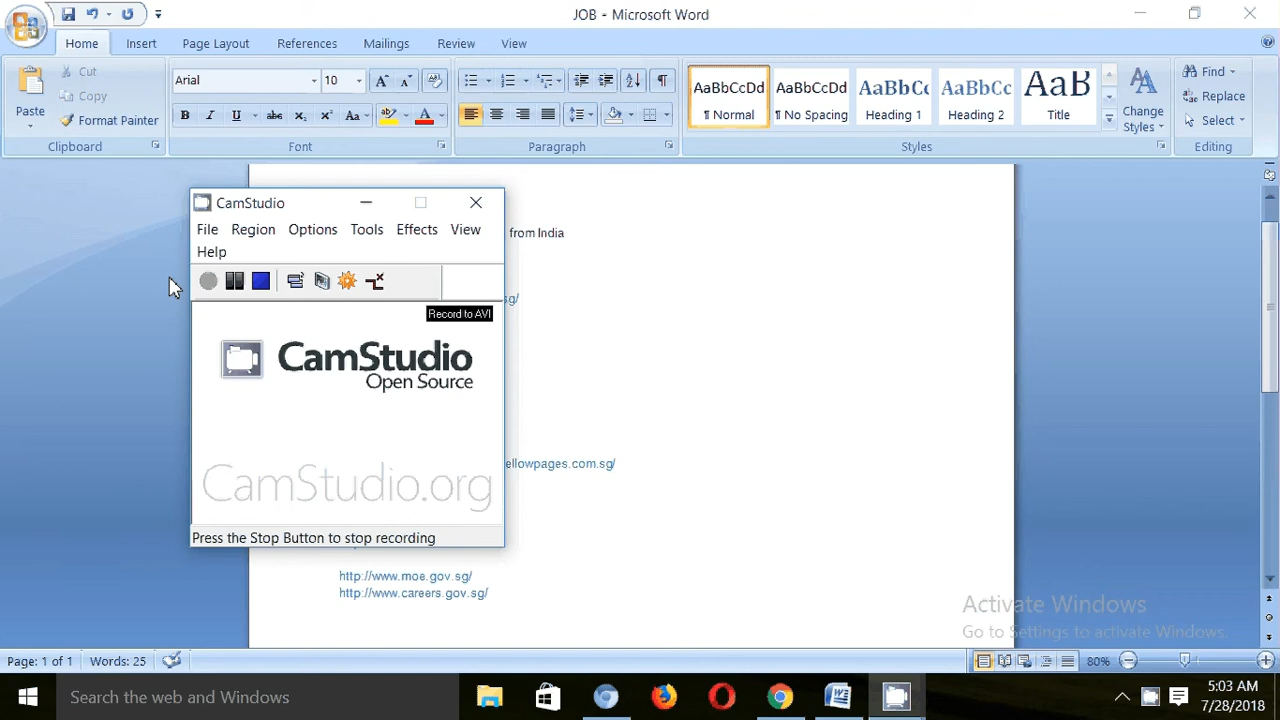 JOB - Microsoft Word
Home Insert Page Layout References Mailings Review View
Paste
Cut
Copy
Format Painter
Clipboard
Arial 10
B I U abc x₂ x² Aa A
Font
Paragraph
AaBbCcDd AaBbCcDd AaBbCc AaBbCc AaB
¶ Normal ¶ No Spacing Heading 1 Heading 2 Title
Change Styles
Styles
Find
Replace
Select
Editing
CamStudio
File Region Options Tools Effects View
Help
Record to AVI
CamStudio
Open Source
CamStudio.org
Press the Stop Button to stop recording
from India
sg/
ellowpages.com.sg/
http://www.moe.gov.sg/
http://www.careers.gov.sg/
Activate Windows
Go to Settings to activate Windows.
Page: 1 of 1 Words: 25 80%
Search the web and Windows
5:03 AM
7/28/2018